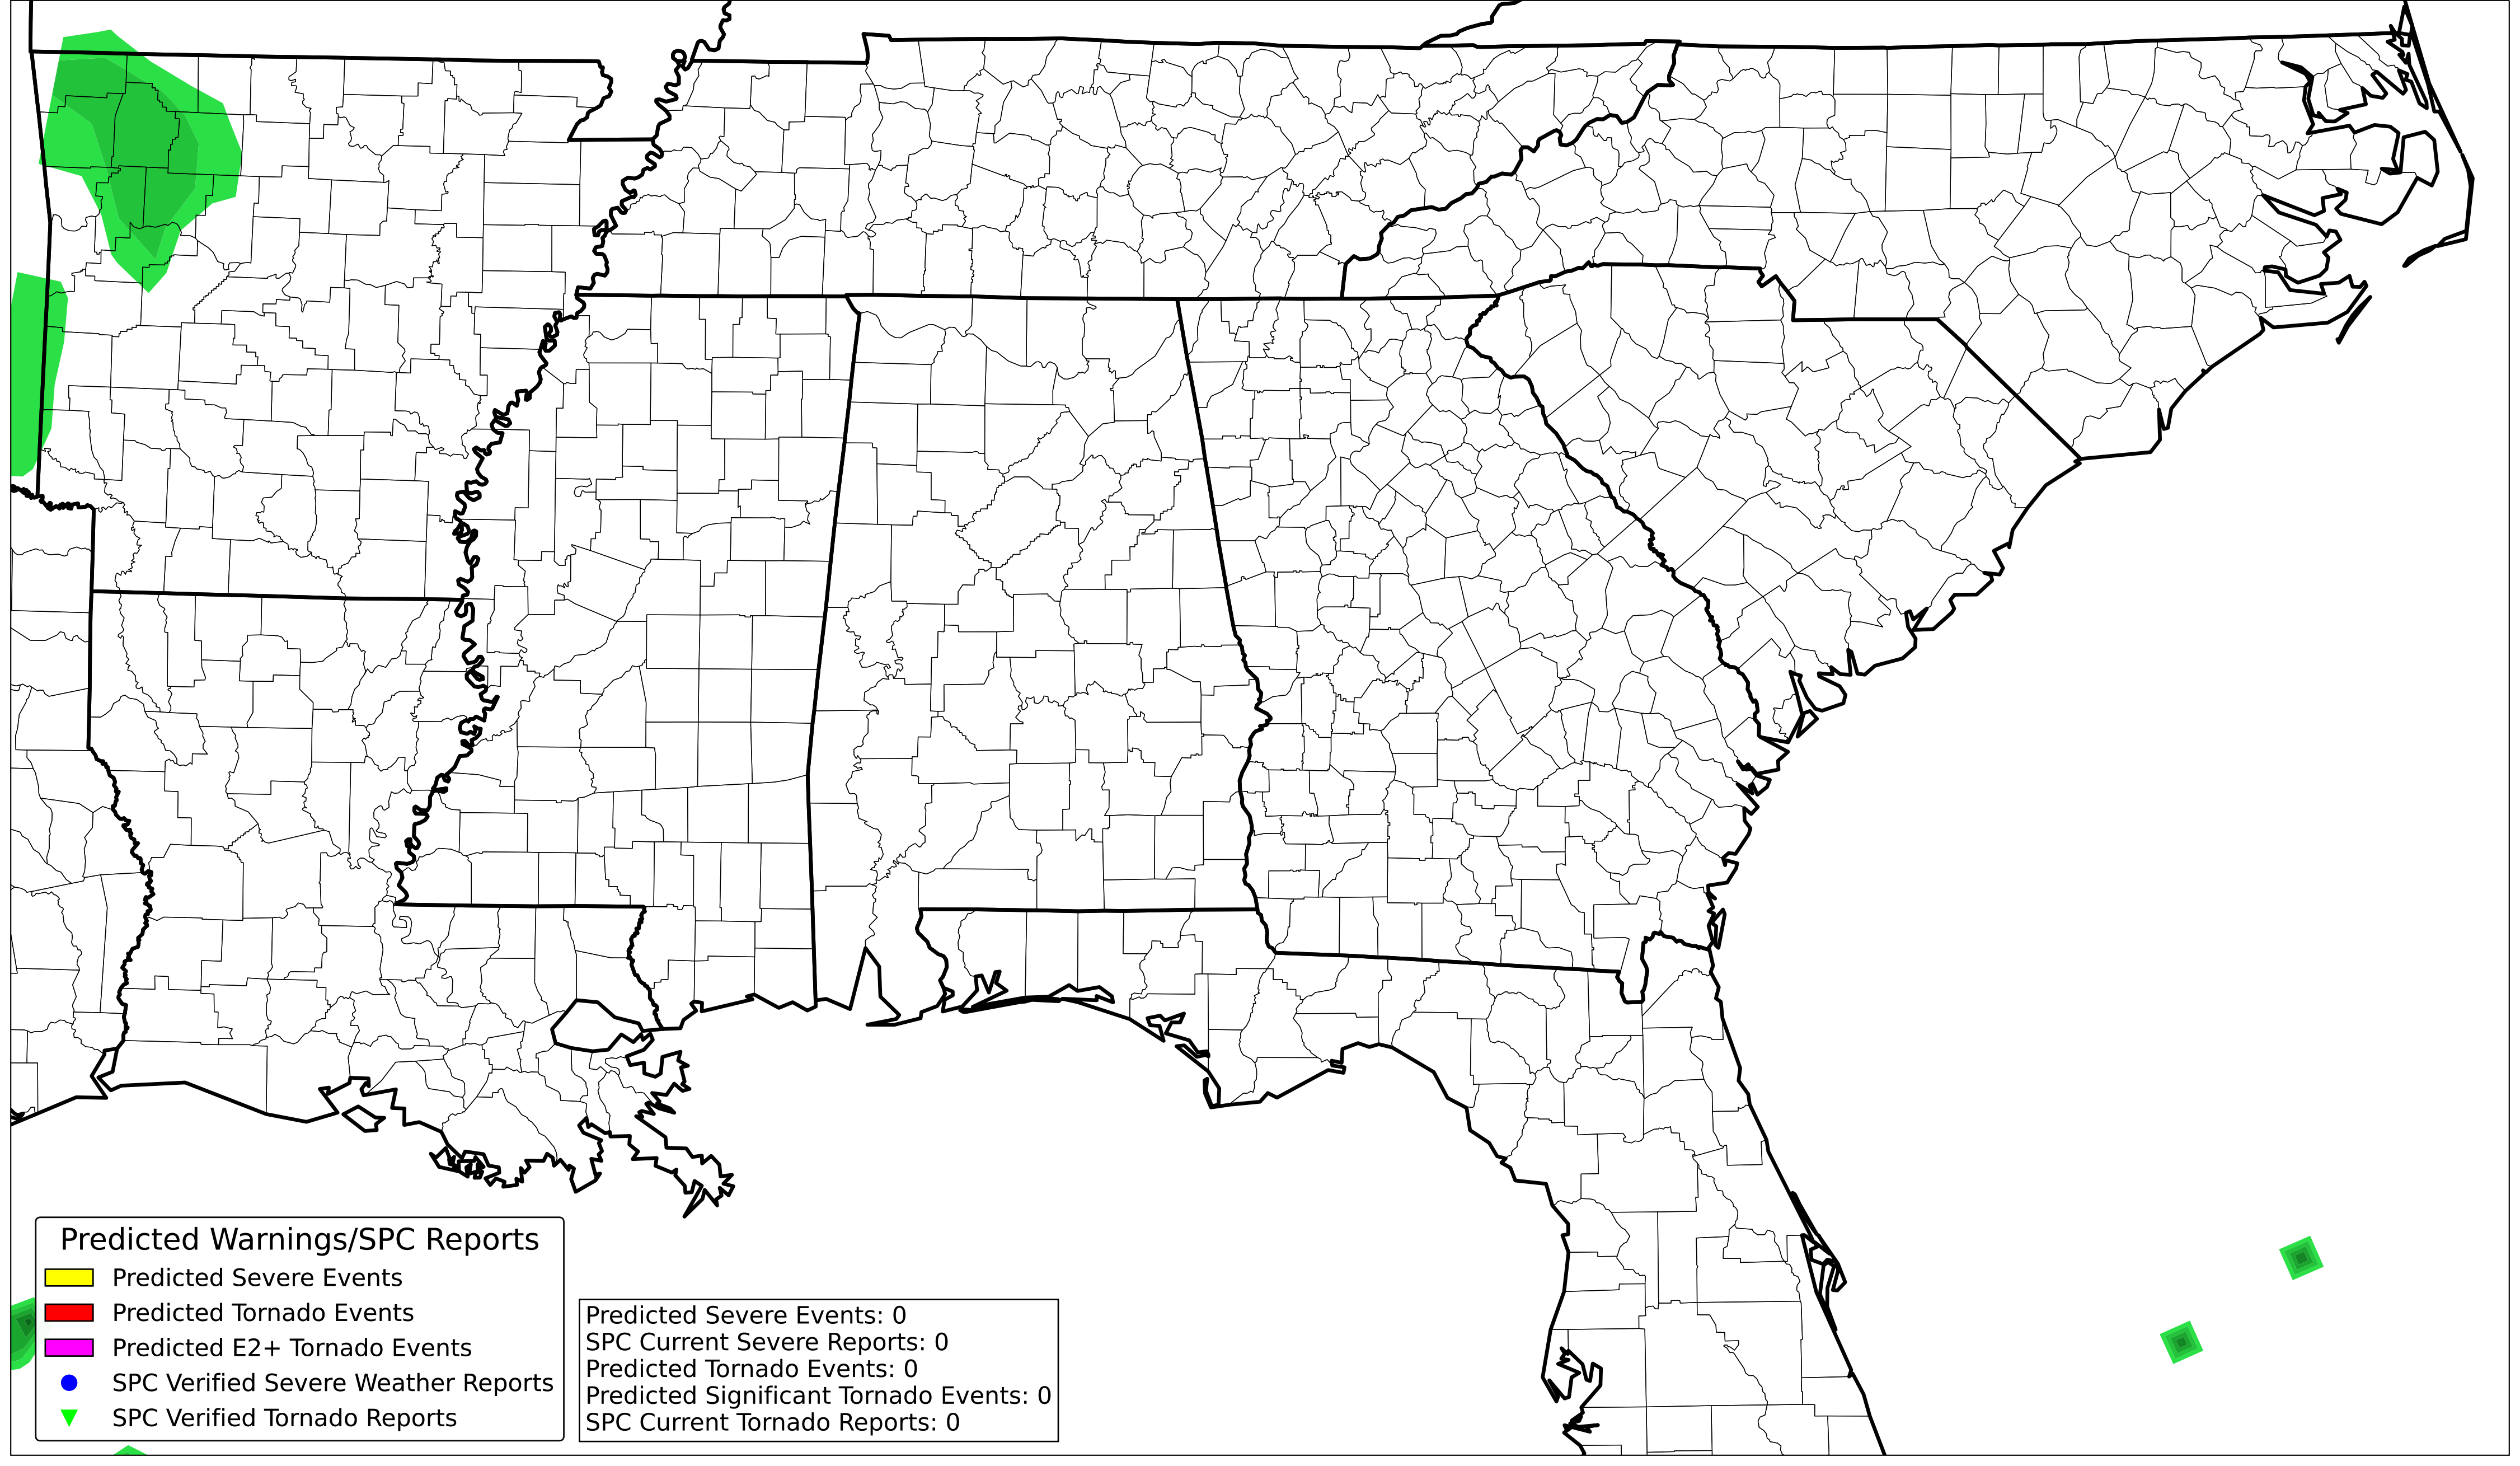 Predicted Warnings/SPC Reports
Predicted Severe Events
Predicted Tornado Events
Predicted E2+ Tornado Events
SPC Verified Severe Weather Reports
SPC Verified Tornado Reports
Predicted Severe Events: 0
SPC Current Severe Reports: 0
Predicted Tornado Events: 0
Predicted Significant Tornado Events: 0
SPC Current Tornado Reports: 0